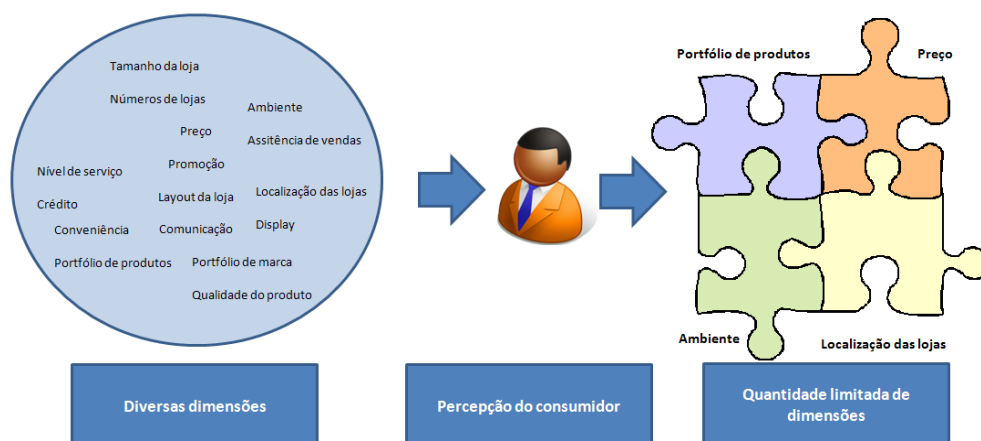 Tamanho da loja
Números de lojas
Ambiente
Preço
Assitência de vendas
Promoção
Nível de serviço
Layout da loja
Localização das lojas
Crédito
Conveniência
Comunicação
Display
Portfólio de produtos
Portfólio de marca
Qualidade do produto
Portfólio de produtos
Preço
Ambiente
Localização das lojas
Diversas dimensões
Percepção do consumidor
Quantidade limitada de
dimensões